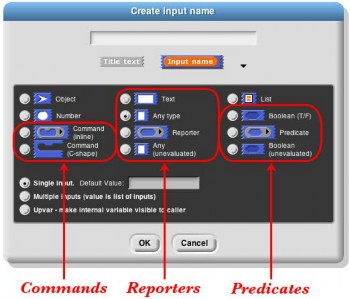 Create input name
Title text Input name
Object Text List
Number Any type Boolean (T/F)
Command (inline) Reporter Predicate
Command (C-shape) Any (unevaluated) Boolean (unevaluated)
Single input. Default Value:
Multiple inputs (value is list of inputs)
Upvar - make internal variable visible to caller
OK Cancel
Commands Reporters Predicates